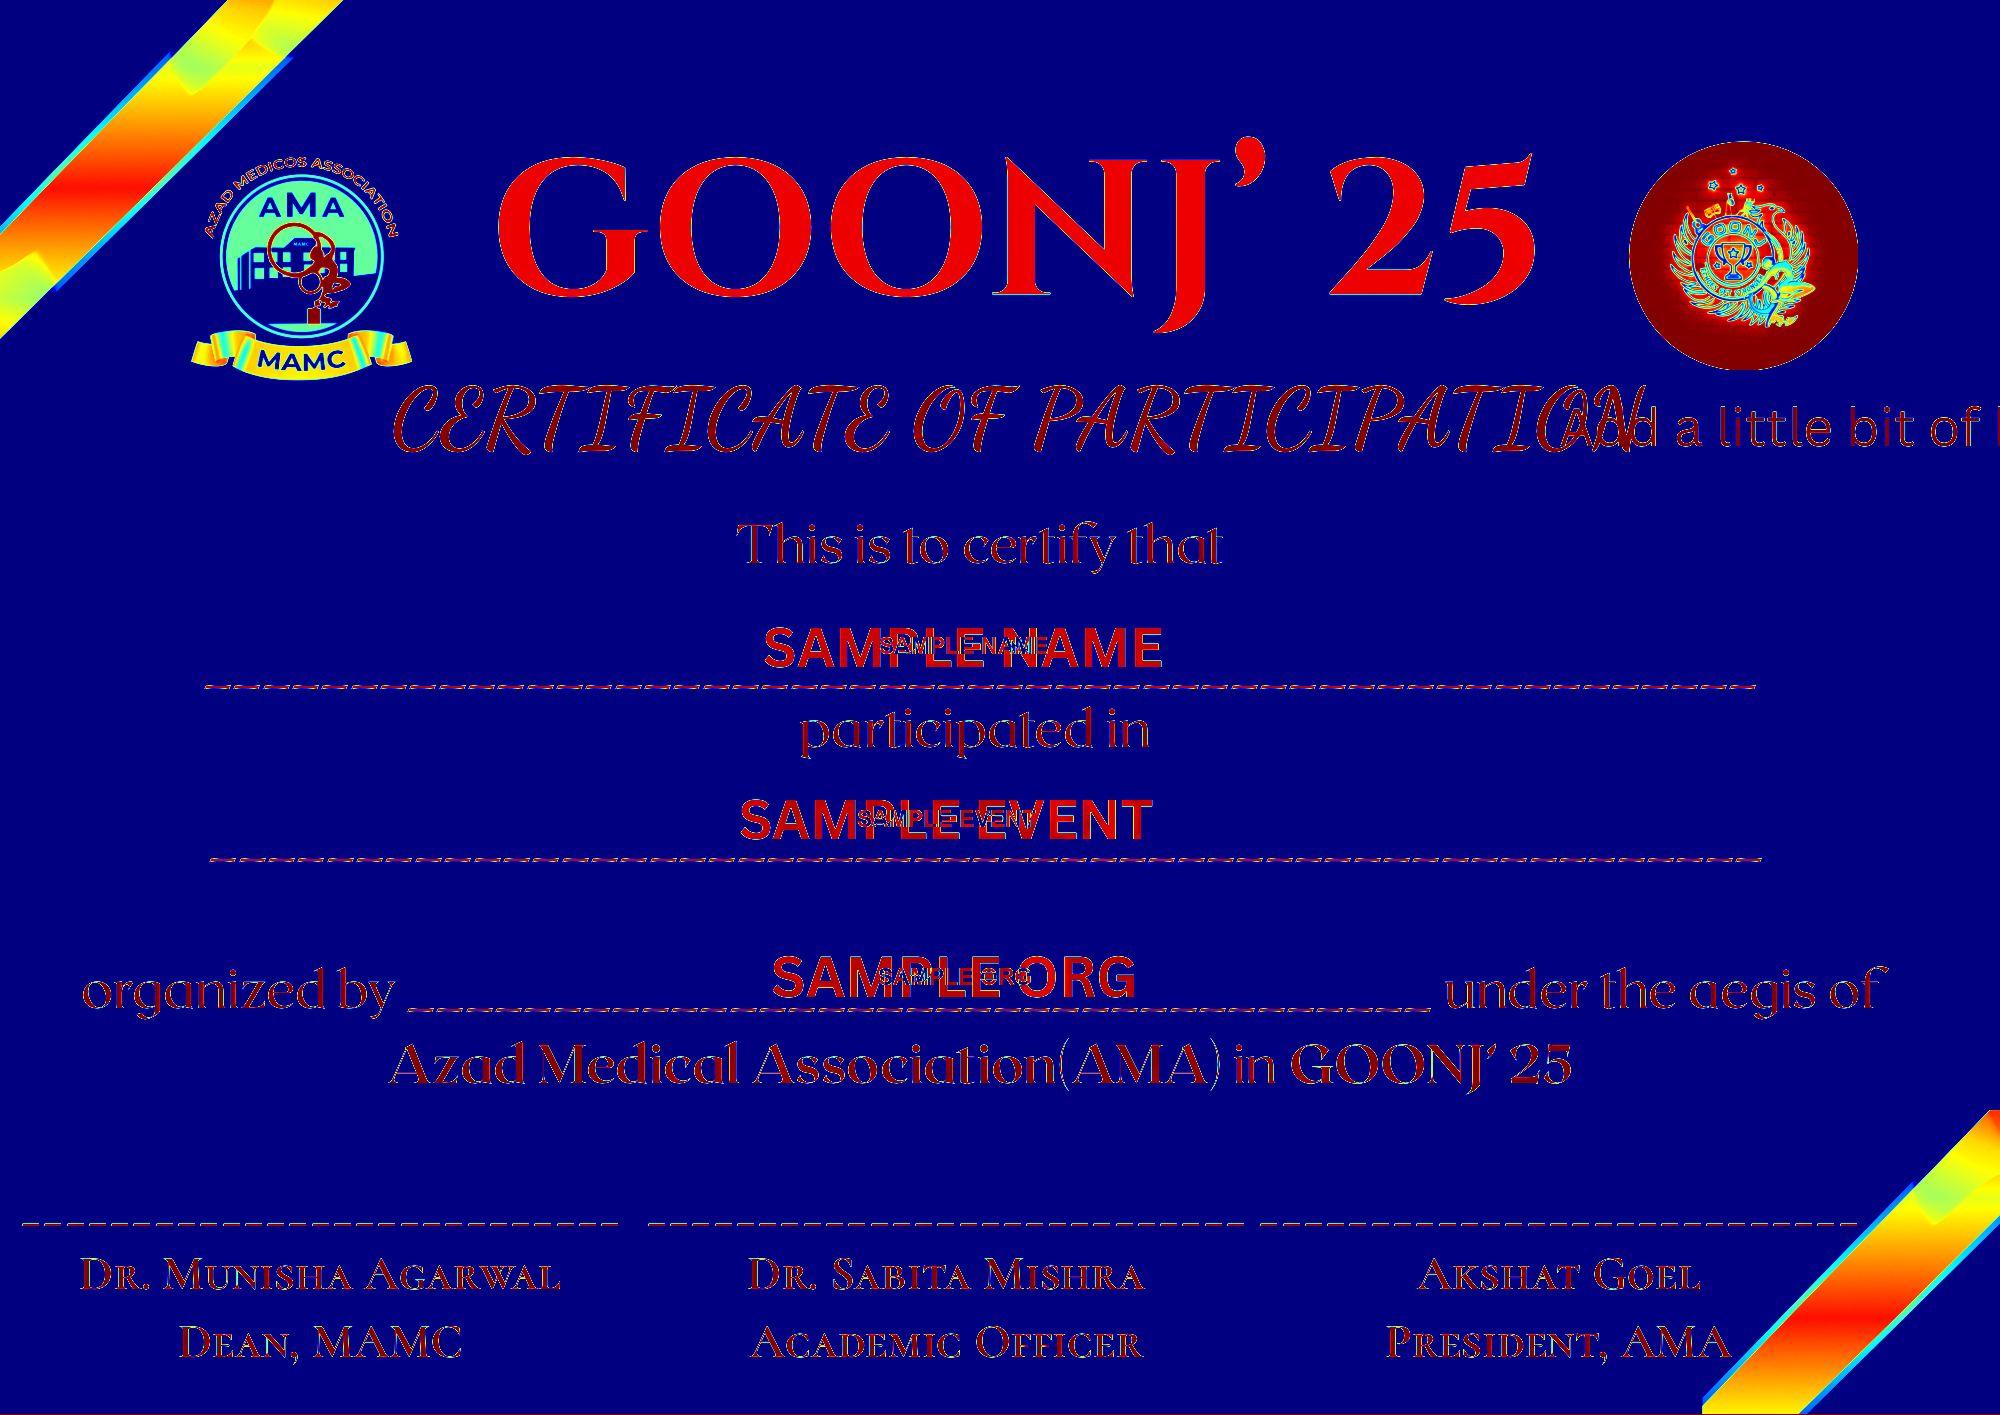 AZAD MEDICOS ASSOCIATION
AMA
MAMC
MAMC
GOONJ’ 25
GOONJ
CERTIFICATE OF PARTICIPATION
Add a little bit of
This is to certify that
SAMPLE NAME
SAMPLE NAME
participated in
SAMPLE EVENT
SAMPLE EVENT
SAMPLE ORG
SAMPLE ORG
organized by ____________________ under the aegis of
Azad Medical Association(AMA) in GOONJ’ 25
Dr. Munisha Agarwal
Dean, MAMC
Dr. Sabita Mishra
Academic Officer
Akshat Goel
President, AMA